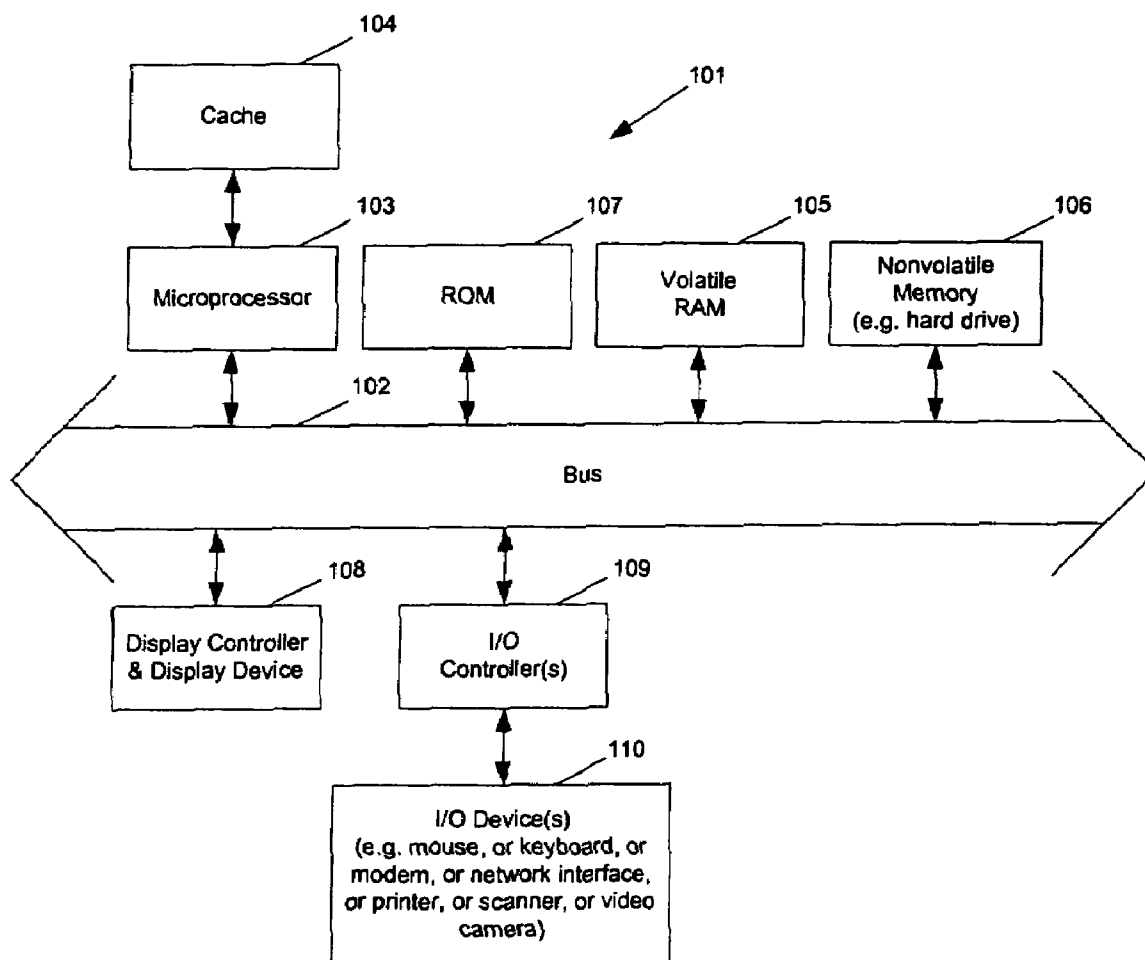 104
Cache
101
103
107
105
106
Microprocessor
ROM
Volatile
RAM
Nonvolatile
Memory
(e.g. hard drive)
102
Bus
108
109
Display Controller
& Display Device
I/O
Controller(s)
110
I/O Device(s)
(e.g. mouse, or keyboard, or
modem, or network interface,
or printer, or scanner, or video
camera)